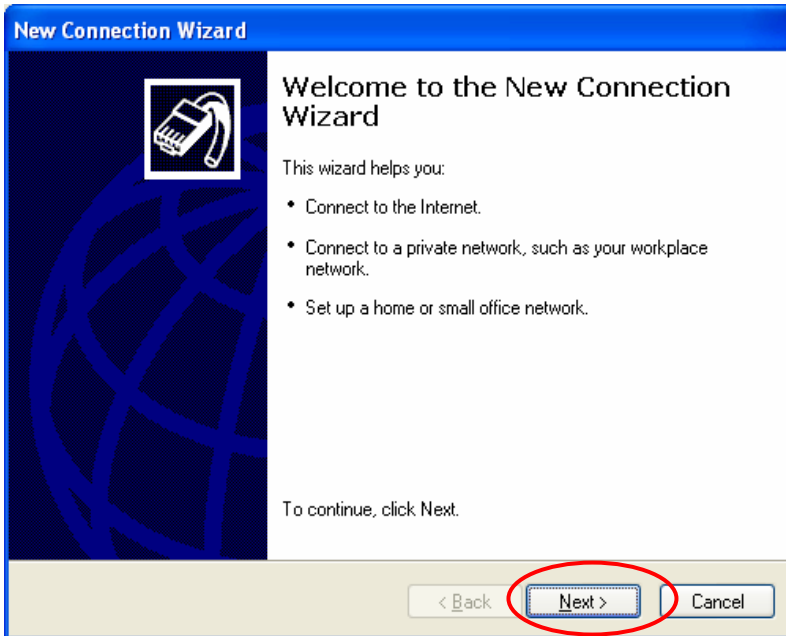 New Connection Wizard
Welcome to the New Connection
Wizard
This wizard helps you:
• Connect to the Internet.
• Connect to a private network, such as your workplace
network.
• Set up a home or small office network.
To continue, click Next.
< Back Next > Cancel